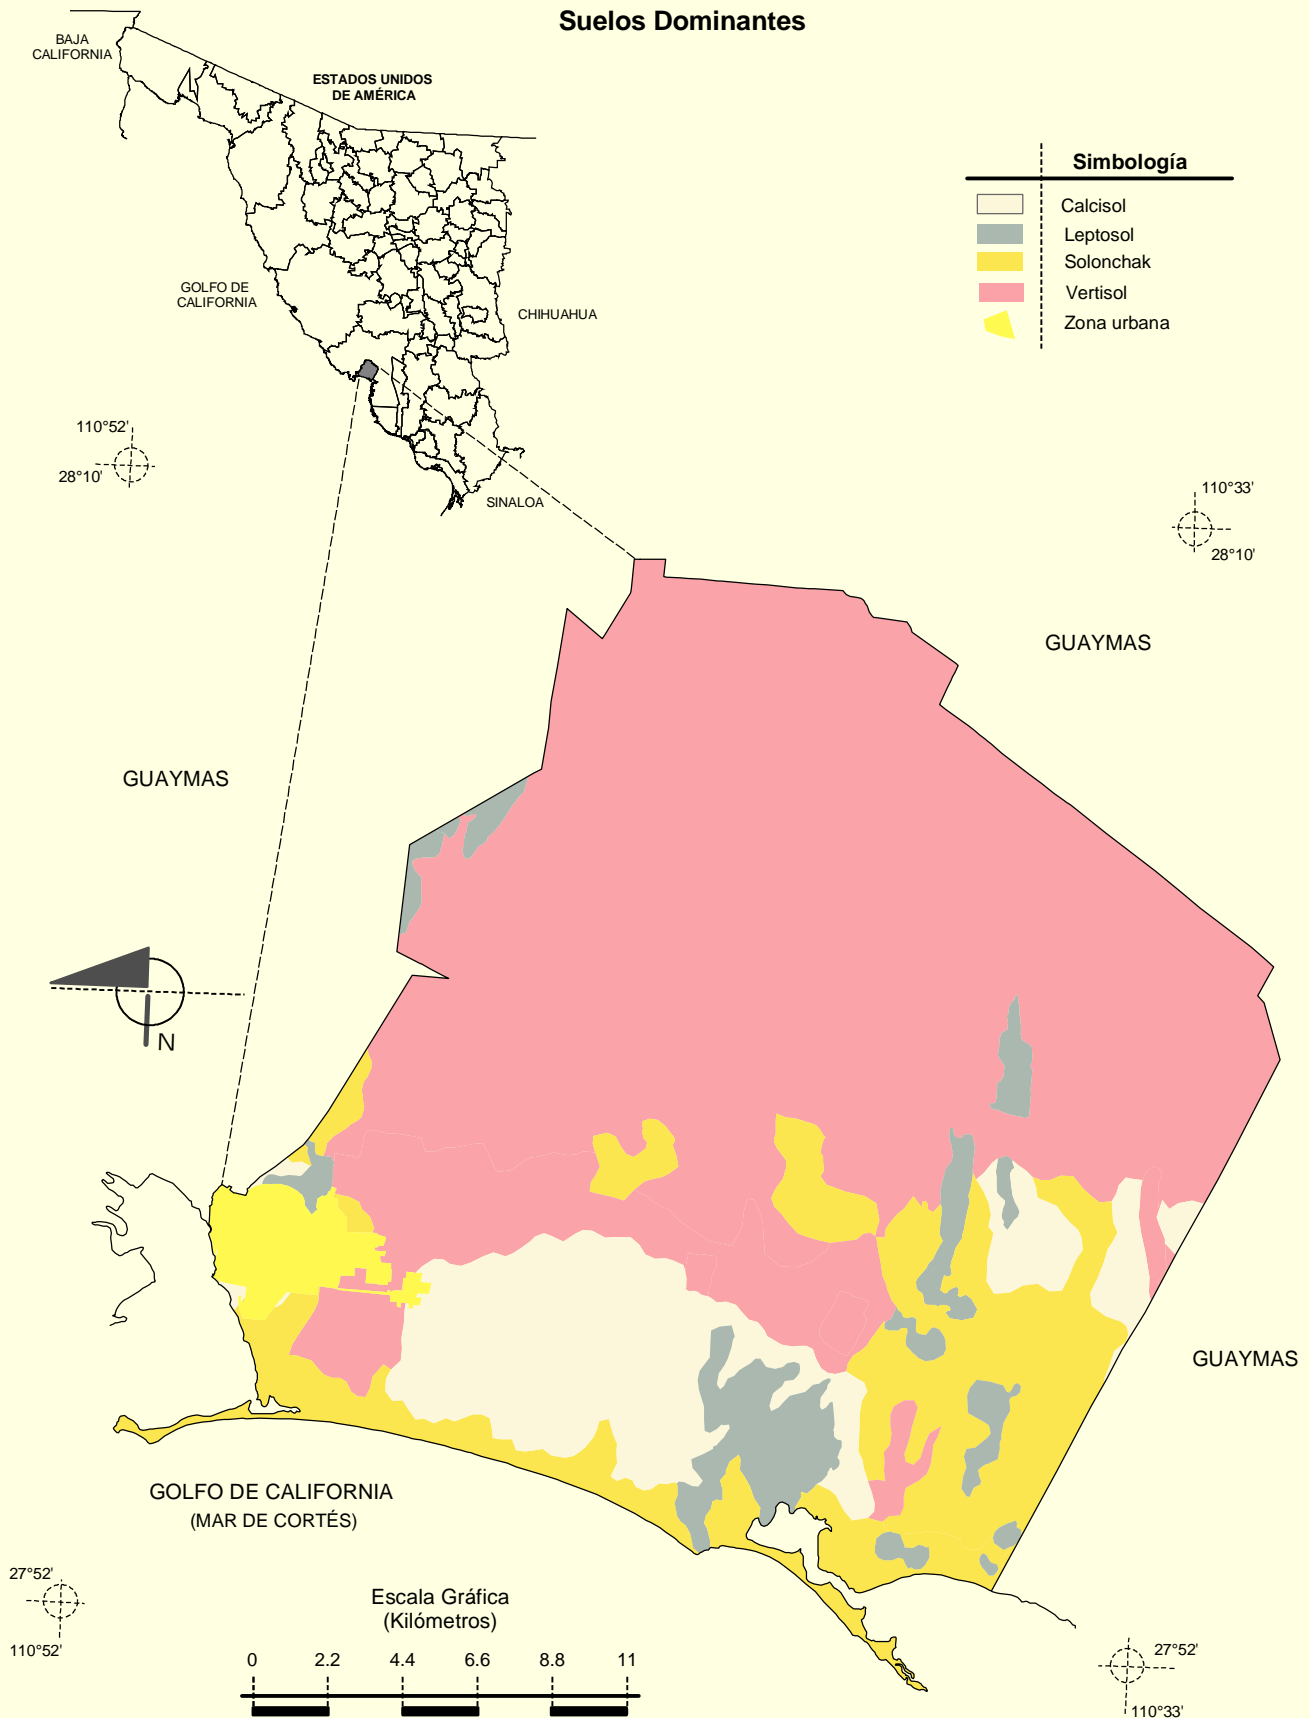 Suelos Dominantes
BAJA
CALIFORNIA
ESTADOS UNIDOS
DE AMÉRICA
Simbología
Calcisol
Leptosol
Solonchak
Vertisol
Zona urbana
GOLFO DE
CALIFORNIA
CHIHUAHUA
SINALOA
110°52'
28°10'
110°33'
28°10'
GUAYMAS
GUAYMAS
N
GUAYMAS
GOLFO DE CALIFORNIA
(MAR DE CORTÉS)
27°52'
110°52'
Escala Gráfica
(Kilómetros)
0 2.2 4.4 6.6 8.8 11
27°52'
110°33'